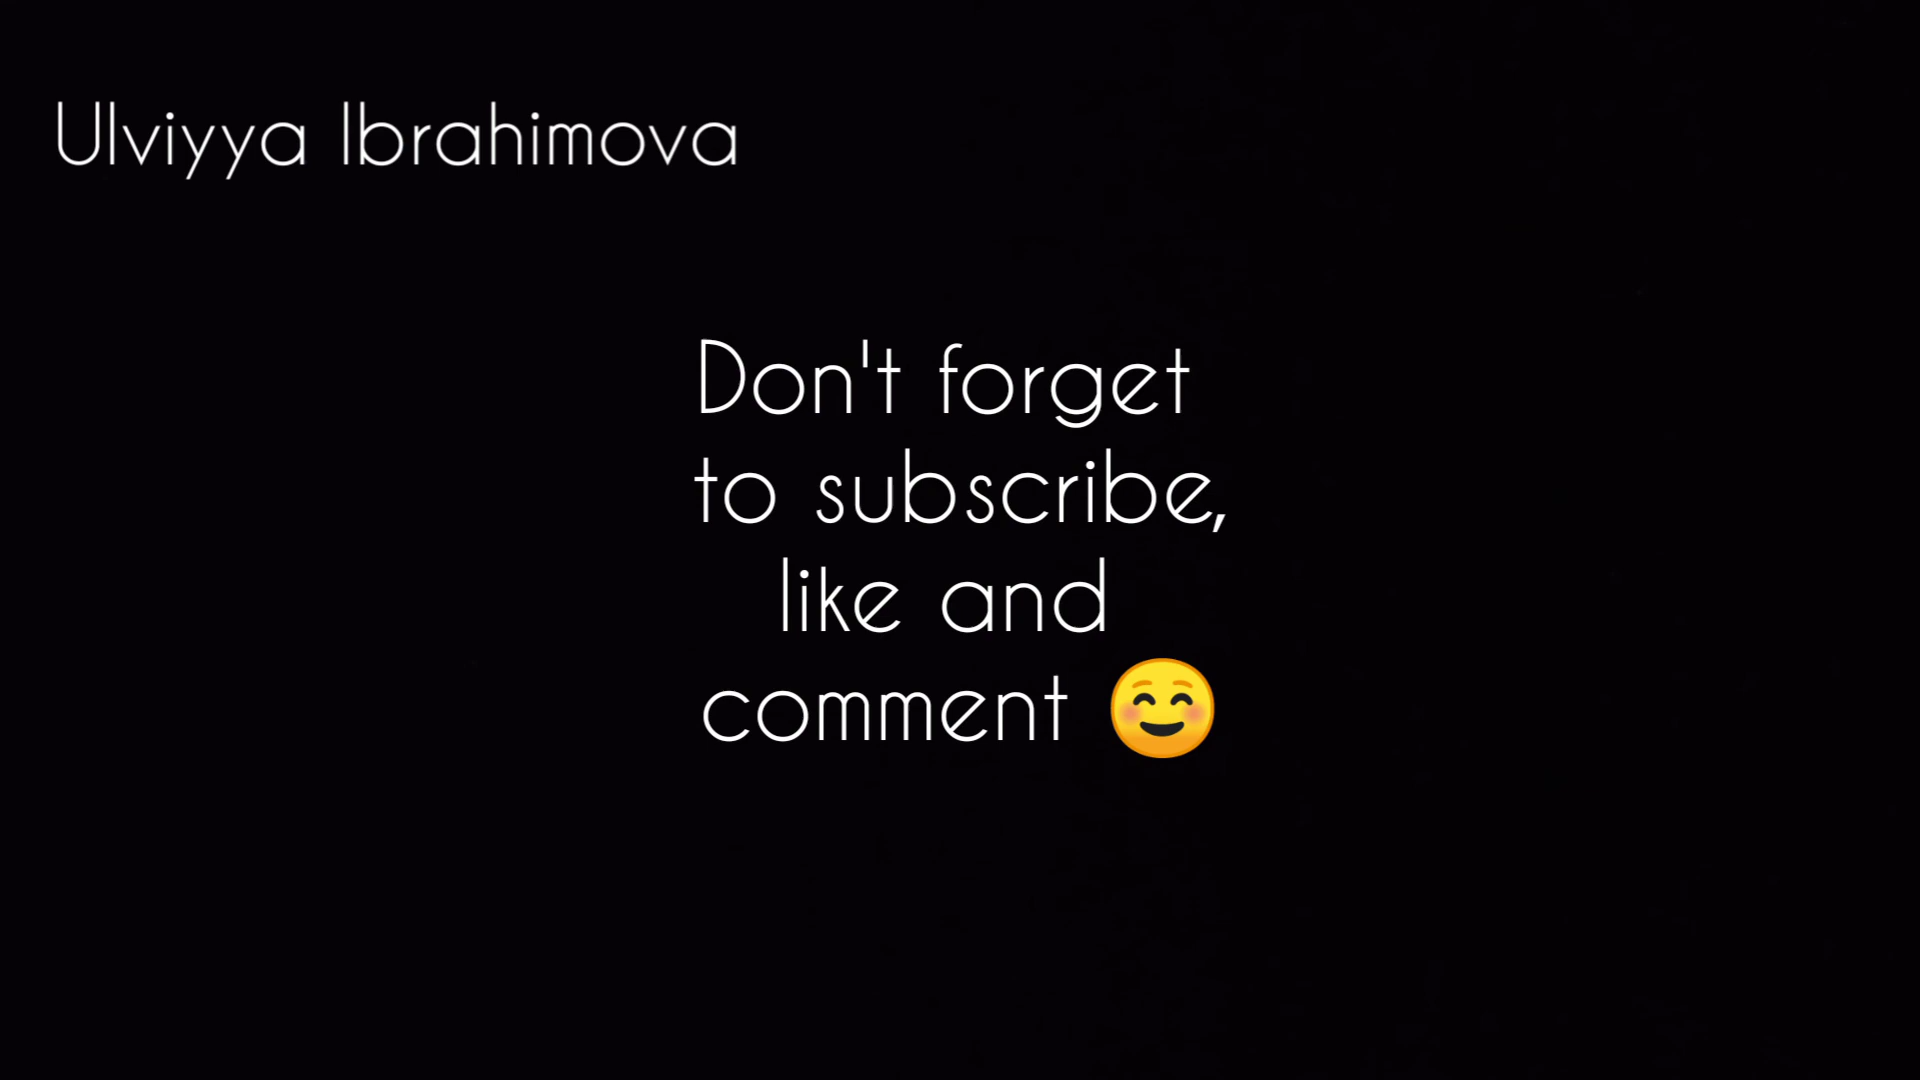 Ulviyya Ibrahimova
Don't forget
to subscribe,
like and
comment ☺️